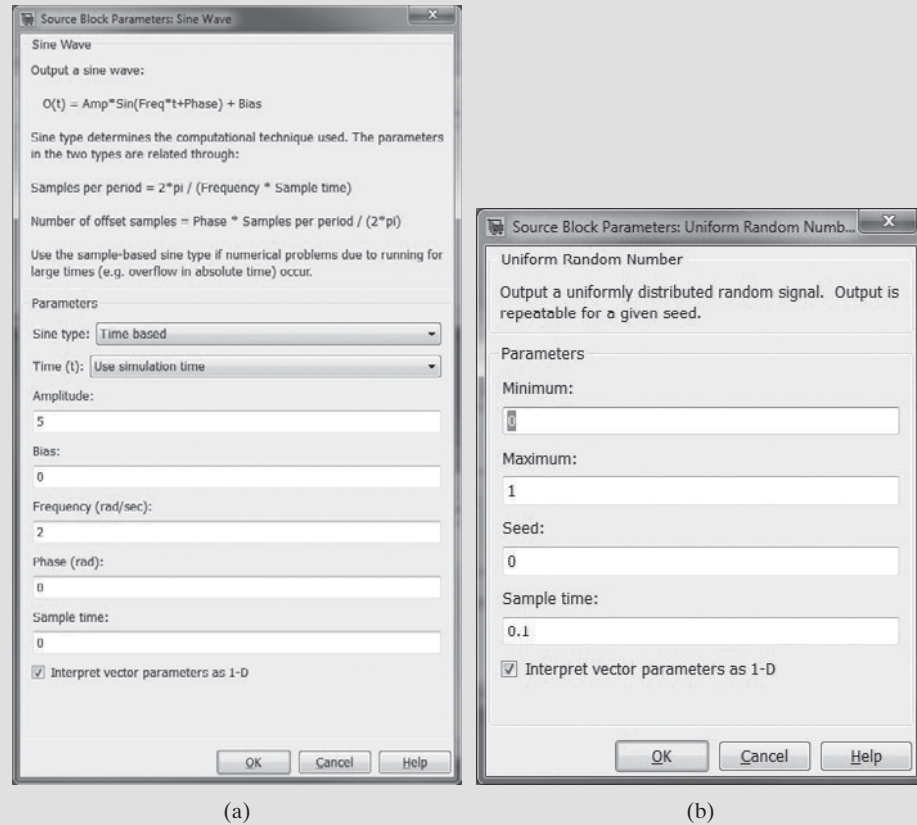 Source Block Parameters: Sine Wave
Sine Wave
Output a sine wave:
O(t) = Amp*Sin(Freq*t+Phase) + Bias
Sine type determines the computational technique used. The parameters
in the two types are related through:
Samples per period = 2*pi / (Frequency * Sample time)
Number of offset samples = Phase * Samples per period / (2*pi)
Use the sample-based sine type if numerical problems due to running for
large times (e.g. overflow in absolute time) occur.
Parameters
Sine type: Time based
Time (t): Use simulation time
Amplitude:
5
Bias:
0
Frequency (rad/sec):
2
Phase (rad):
0
Sample time:
0
Interpret vector parameters as 1-D
OK Cancel Help
(a)
Source Block Parameters: Uniform Random Numb...
Uniform Random Number
Output a uniformly distributed random signal. Output is
repeatable for a given seed.
Parameters
Minimum:
0
Maximum:
1
Seed:
0
Sample time:
0.1
Interpret vector parameters as 1-D
OK Cancel Help
(b)